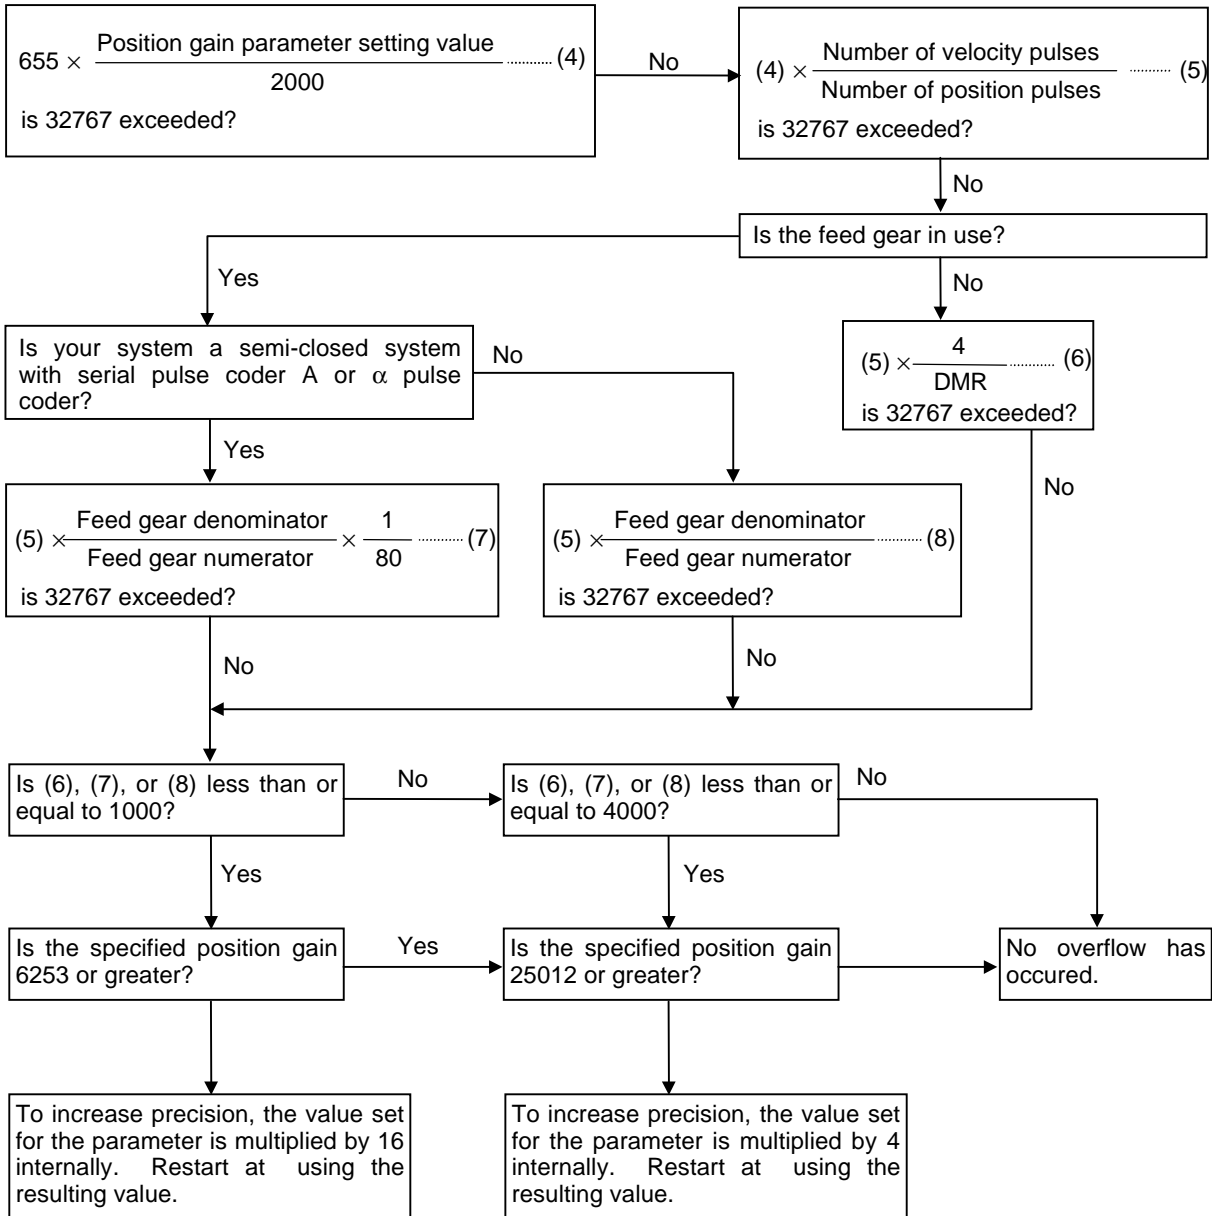 655 × Position gain parameter setting value / 2000 ........... (4)
is 32767 exceeded?
No
(4) × Number of velocity pulses / Number of position pulses .......... (5)
is 32767 exceeded?
No
Is the feed gear in use?
Yes
No
Is your system a semi-closed system
with serial pulse coder A or α pulse
coder?
No
(5) × 4 / DMR ............ (6)
is 32767 exceeded?
Yes
No
(5) × Feed gear denominator / Feed gear numerator × 1 / 80 ........... (7)
is 32767 exceeded?
(5) × Feed gear denominator / Feed gear numerator ........... (8)
is 32767 exceeded?
No
No
Is (6), (7), or (8) less than or
equal to 1000?
No
Is (6), (7), or (8) less than or
equal to 4000?
No
Yes
Yes
Is the specified position gain
6253 or greater?
Yes
Is the specified position gain
25012 or greater?
No overflow has
occured.
To increase precision, the value set
for the parameter is multiplied by 16
internally. Restart at using the
resulting value.
To increase precision, the value set
for the parameter is multiplied by 4
internally. Restart at using the
resulting value.